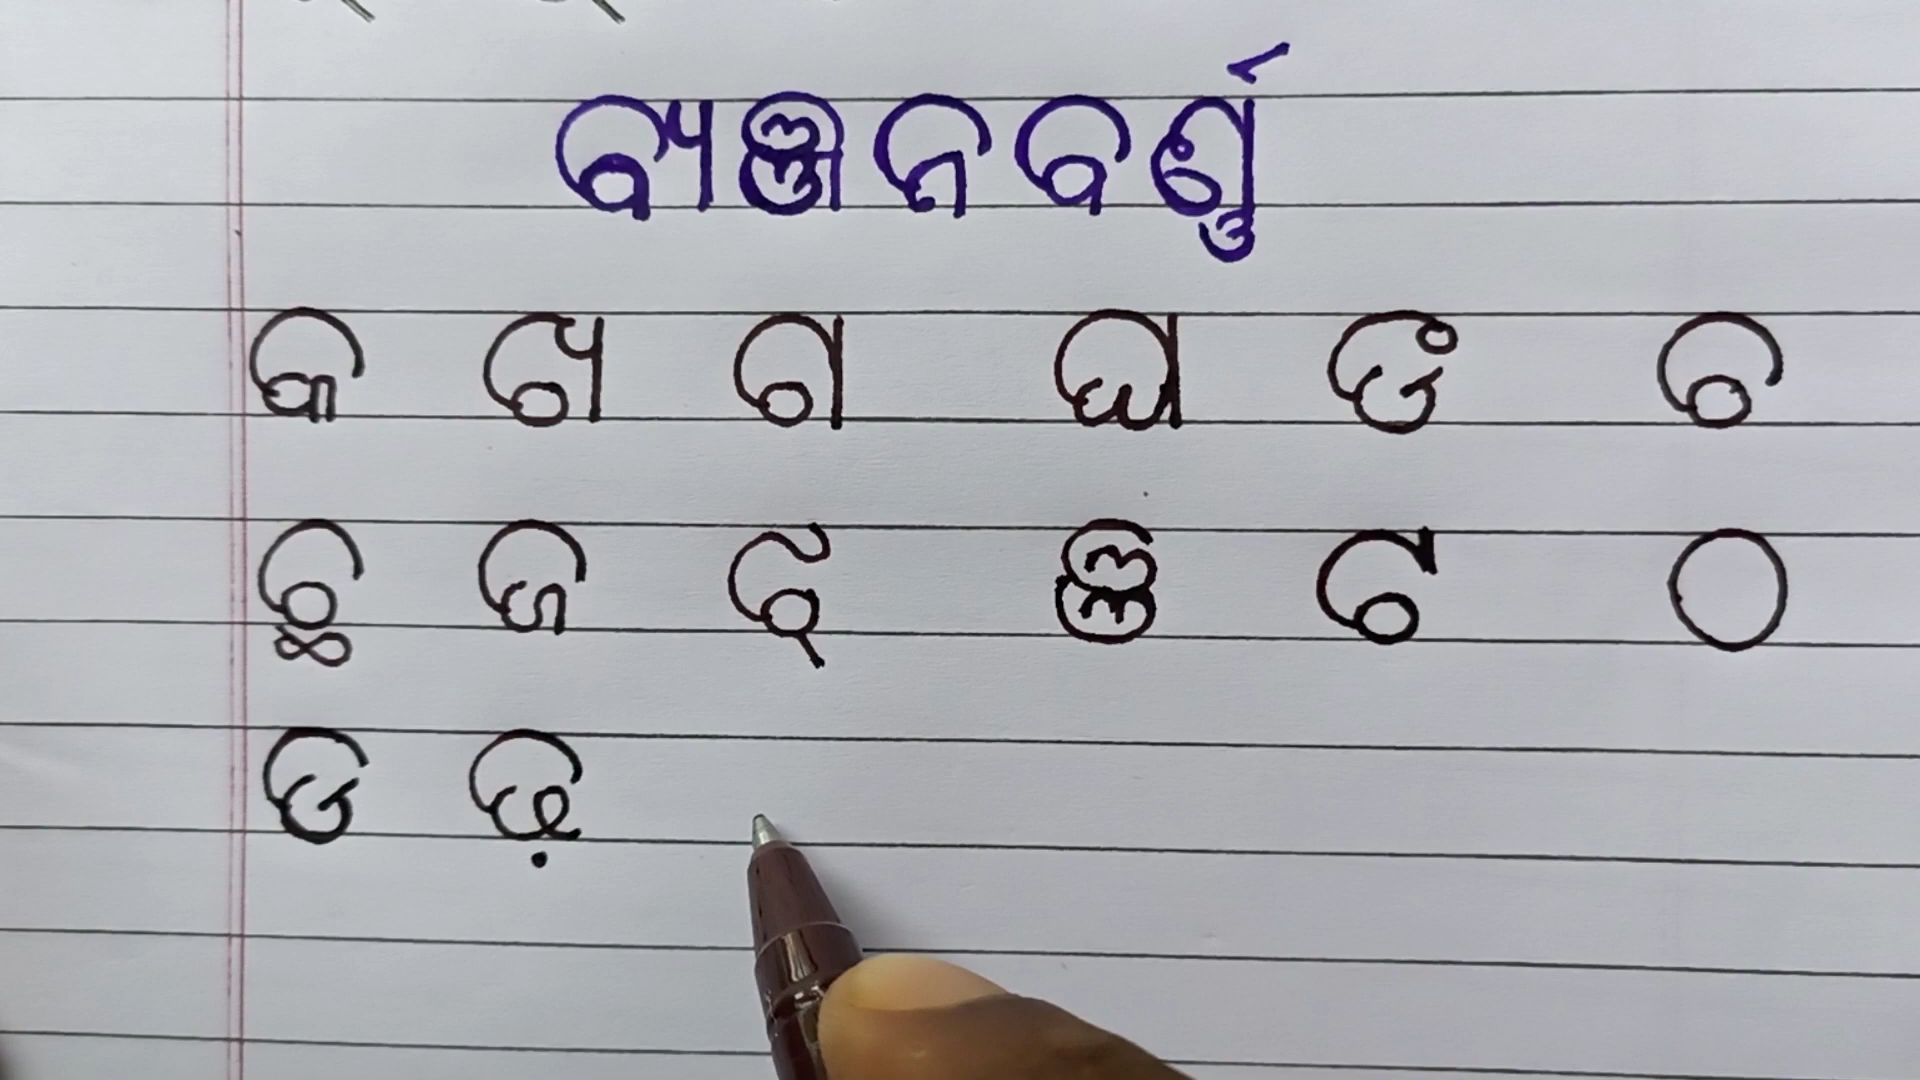 ବ୍ୟଞ୍ଜନବର୍ଣ୍ଣ
କ ଖ ଗ ଘ ଙ ଚ
ଛ ଜ ଝ ଞ ଟ ଠ
ଡ ଢ଼